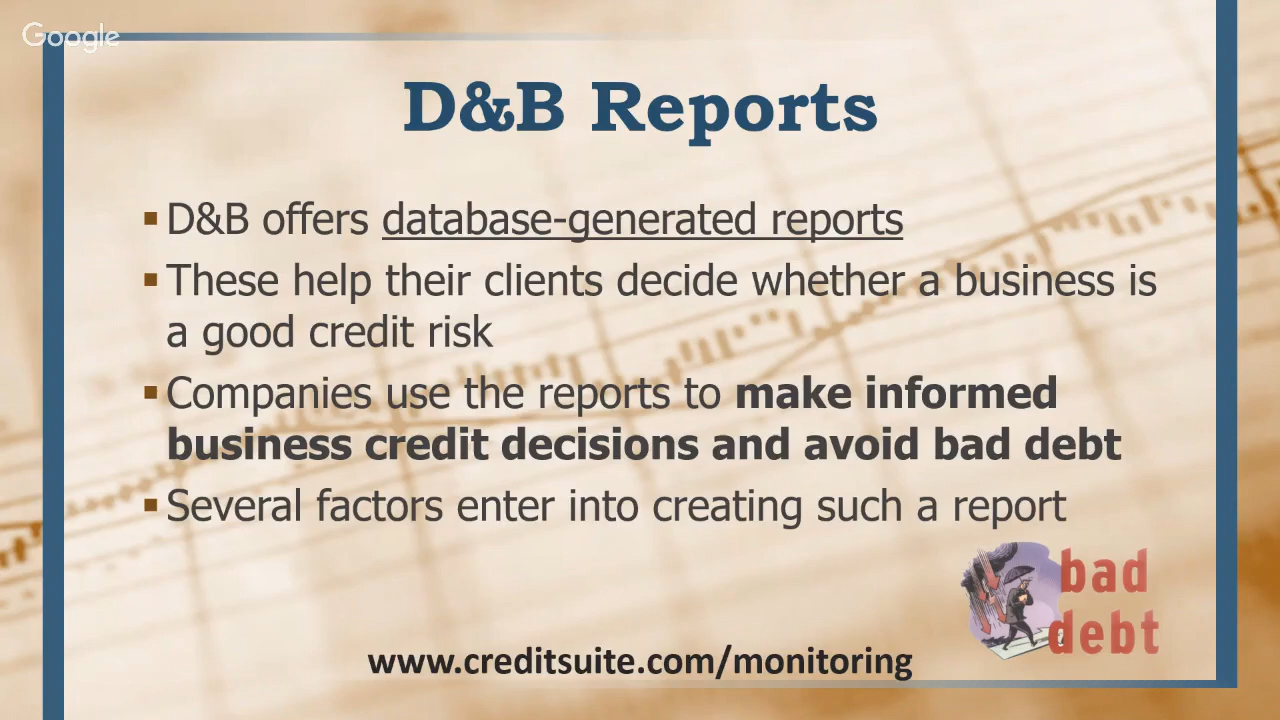 Google
D&B Reports
D&B offers database-generated reports
These help their clients decide whether a business is
a good credit risk
Companies use the reports to make informed
business credit decisions and avoid bad debt
Several factors enter into creating such a report
bad
debt
www.creditsuite.com/monitoring